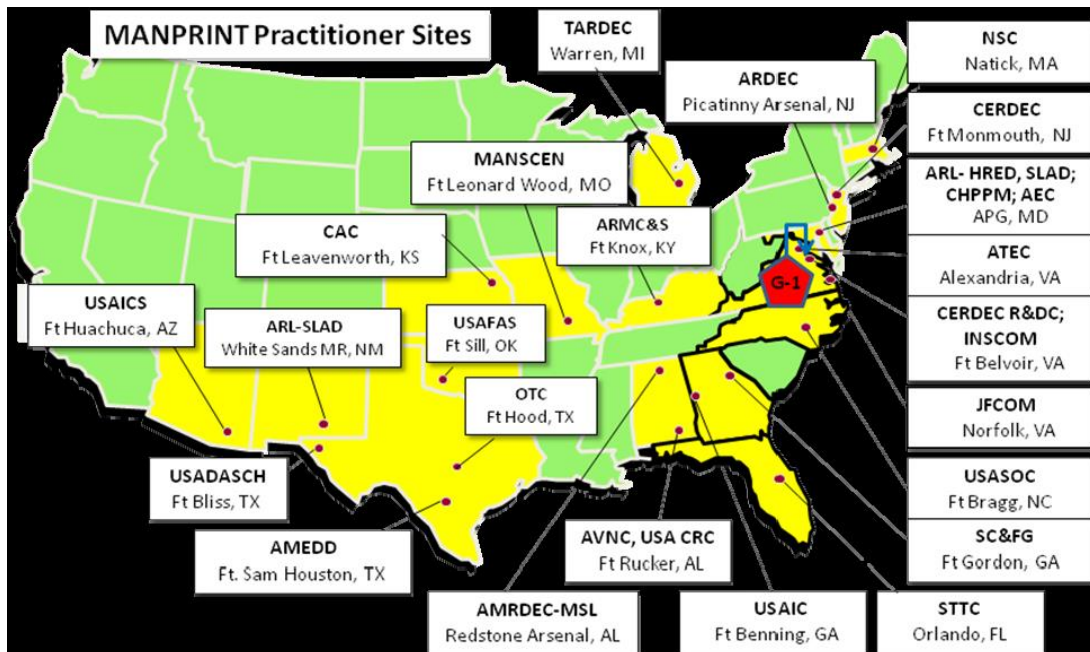 MANPRINT Practitioner Sites
TARDEC
Warren, MI
NSC
Natick, MA
ARDEC
Picatinny Arsenal, NJ
CERDEC
Ft Monmouth, NJ
MANSCEN
Ft Leonard Wood, MO
ARL- HRED, SLAD;
CHPPM; AEC
APG, MD
CAC
Ft Leavenworth, KS
ARMC&S
Ft Knox, KY
ATEC
Alexandria, VA
G-1
USAICS
Ft Huachuca, AZ
ARL-SLAD
White Sands MR, NM
USAFAS
Ft Sill, OK
CERDEC R&DC;
INSCOM
Ft Belvoir, VA
OTC
Ft Hood, TX
JFCOM
Norfolk, VA
USADASCH
Ft Bliss, TX
USASOC
Ft Bragg, NC
AMEDD
Ft. Sam Houston, TX
AVNC, USA CRC
Ft Rucker, AL
SC&FG
Ft Gordon, GA
AMRDEC-MSL
Redstone Arsenal, AL
USAIC
Ft Benning, GA
STTC
Orlando, FL